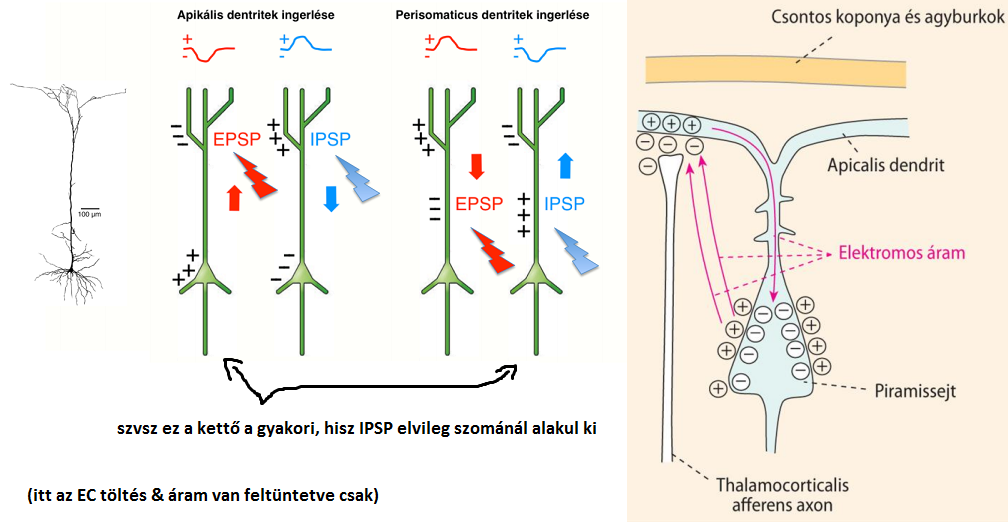 Apikális dentritek ingerlése
Perisomaticus dentritek ingerlése
+
-
+
-
+
-
+
-
EPSP
IPSP
EPSP
IPSP
100 µm
szvsz ez a kettő a gyakori, hisz IPSP elvileg szománál alakul ki
(itt az EC töltés & áram van feltüntetve csak)
Csontos koponya és agyburkok
Apicalis dendrit
Elektromos áram
Piramissejt
Thalamocorticalis
afferens axon